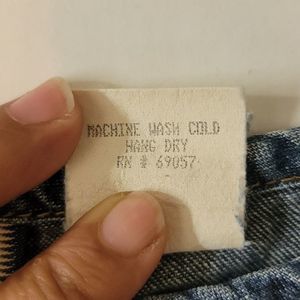 MACHINE WASH COLD
HANG DRY
RN # 69057